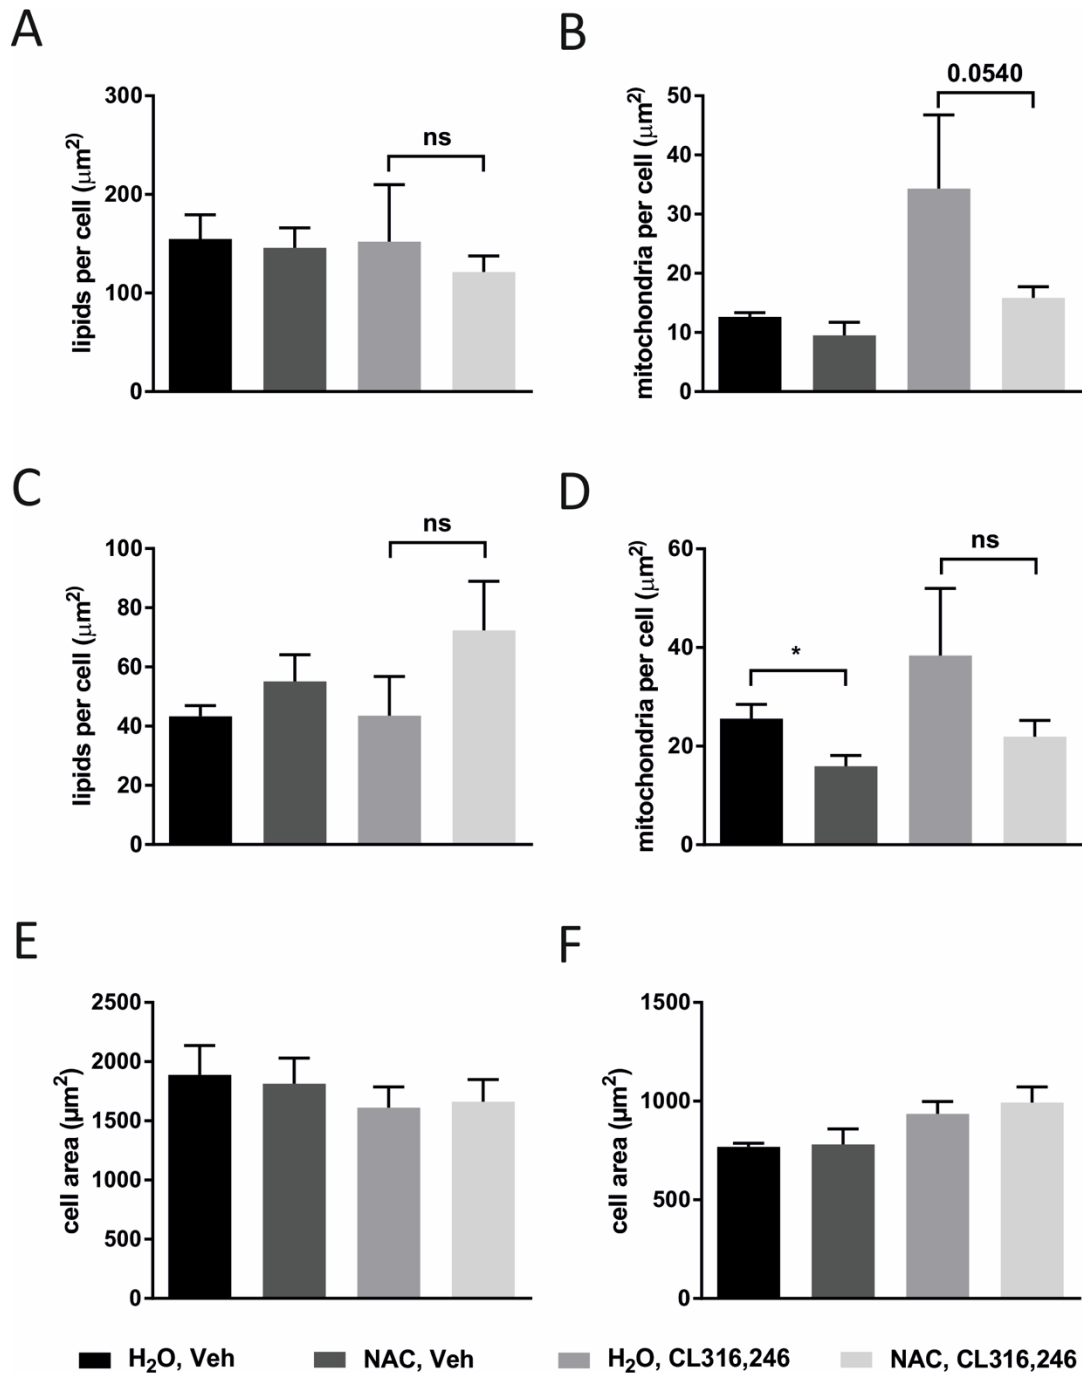 A
B
lipids per cell (μm²)
300
200
100
0
ns
mitochondria per cell (μm²)
50
40
30
20
10
0
0.0540
C
D
lipids per cell (μm²)
100
80
60
40
20
0
ns
mitochondria per cell (μm²)
60
40
20
0
*
ns
E
F
cell area (μm²)
2500
2000
1500
1000
500
0
cell area (μm²)
1500
1000
500
0
H₂O, Veh
NAC, Veh
H₂O, CL316,246
NAC, CL316,246